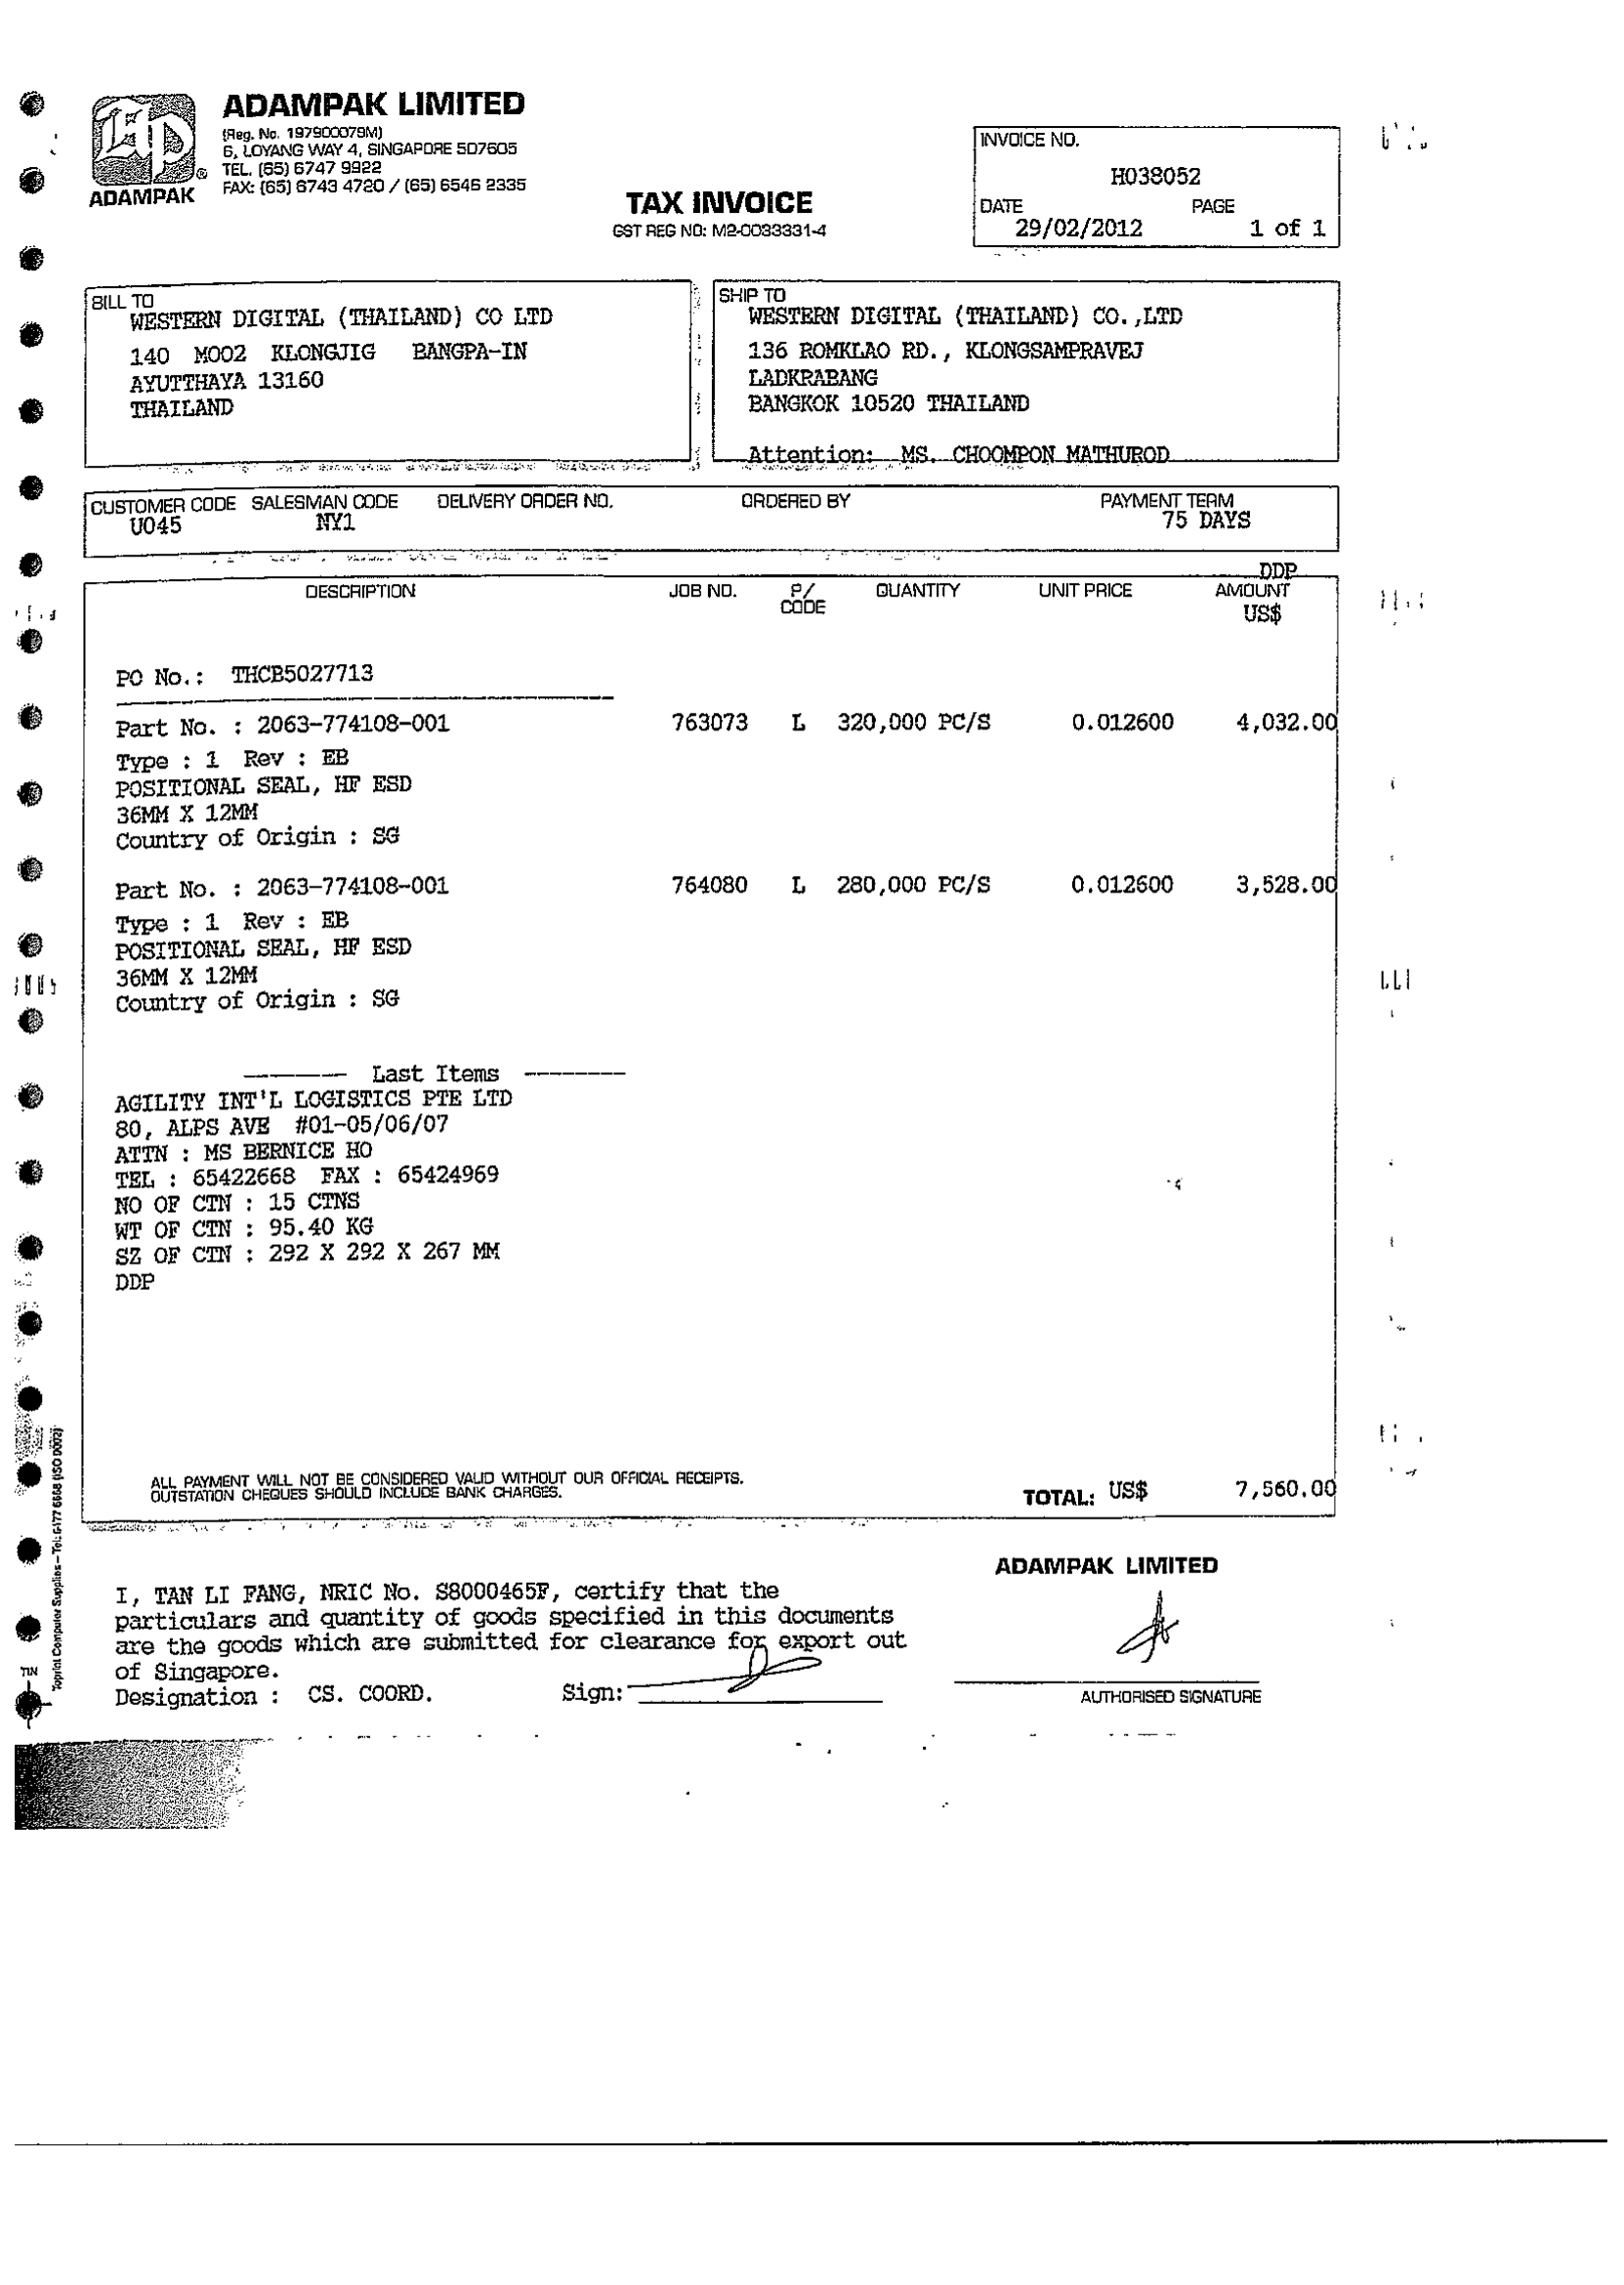 ADAMPAK LIMITED
(Reg. No. 197900079M)
6, LOYANG WAY 4, SINGAPORE 507605
TEL. (65) 6747 9922
FAX: (65) 6743 4720 / (65) 6546 2335
ADAMPAK
TAX INVOICE
GST REG NO: M2-0033331-4
INVOICE NO.
H038052
DATE PAGE
29/02/2012 1 of 1
BILL TO
WESTERN DIGITAL (THAILAND) CO LTD
140 MOO2 KLONGJIG BANGPA-IN
AYUTTHAYA 13160
THAILAND
SHIP TO
WESTERN DIGITAL (THAILAND) CO.,LTD
136 ROMKLAO RD., KLONGSAMPRAVEJ
LADKRABANG
BANGKOK 10520 THAILAND
Attention: MS. CHOOMPON MATHUROD
CUSTOMER CODE SALESMAN CODE DELIVERY ORDER NO. ORDERED BY PAYMENT TERM
U045 NY1 75 DAYS
DDP
DESCRIPTION JOB NO. P/ CODE QUANTITY UNIT PRICE AMOUNT
US$
PO No.: THCB5027713
Part No. : 2063-774108-001 763073 L 320,000 PC/S 0.012600 4,032.00
Type : 1 Rev : EB
POSITIONAL SEAL, HF ESD
36MM X 12MM
Country of Origin : SG
Part No. : 2063-774108-001 764080 L 280,000 PC/S 0.012600 3,528.00
Type : 1 Rev : EB
POSITIONAL SEAL, HF ESD
36MM X 12MM
Country of Origin : SG
-------- Last Items --------
AGILITY INT'L LOGISTICS PTE LTD
80, ALPS AVE #01-05/06/07
ATTN : MS BERNICE HO
TEL : 65422668 FAX : 65424969
NO OF CTN : 15 CTNS
WT OF CTN : 95.40 KG
SZ OF CTN : 292 X 292 X 267 MM
DDP
ALL PAYMENT WILL NOT BE CONSIDERED VALID WITHOUT OUR OFFICIAL RECEIPTS.
OUTSTATION CHEQUES SHOULD INCLUDE BANK CHARGES.
TOTAL: US$ 7,560.00
Toprint Computer Supplies - Tel: 6477 6668 (ISO 9002)
TIN
ADAMPAK LIMITED
I, TAN LI FANG, NRIC No. S8000465F, certify that the
particulars and quantity of goods specified in this documents
are the goods which are submitted for clearance for export out
of Singapore.
Designation : CS. COORD. Sign:
AUTHORISED SIGNATURE